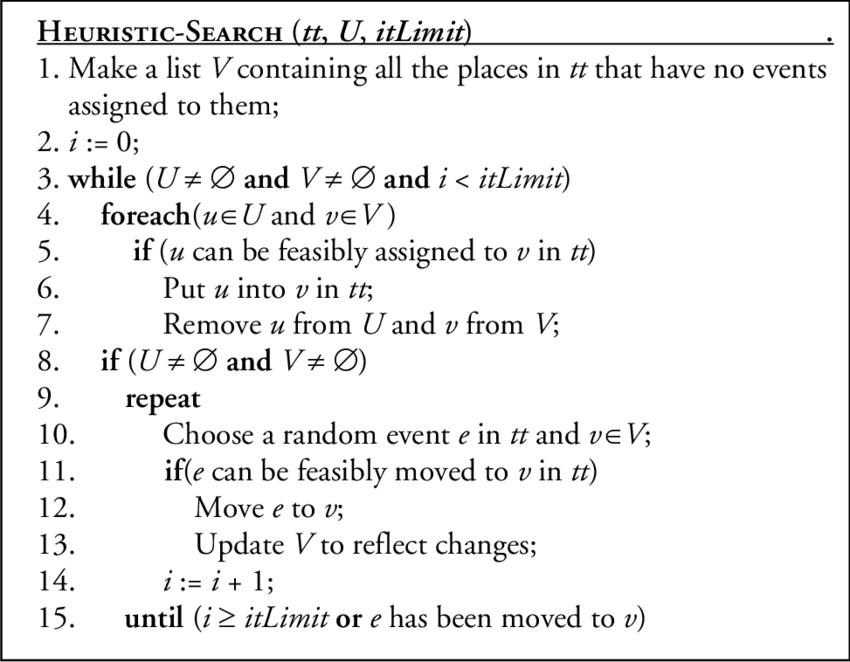 HEURISTIC-SEARCH (tt, U, itLimit) .
1. Make a list V containing all the places in tt that have no events
assigned to them;
2. i := 0;
3. while (U ≠ ∅ and V ≠ ∅ and i < itLimit)
4. foreach(u∈U and v∈V)
5. if (u can be feasibly assigned to v in tt)
6. Put u into v in tt;
7. Remove u from U and v from V;
8. if (U ≠ ∅ and V ≠ ∅)
9. repeat
10. Choose a random event e in tt and v∈V;
11. if(e can be feasibly moved to v in tt)
12. Move e to v;
13. Update V to reflect changes;
14. i := i + 1;
15. until (i ≥ itLimit or e has been moved to v)